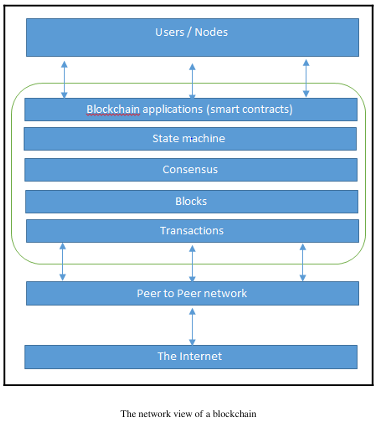 Users / Nodes
Blockchain applications (smart contracts)
State machine
Consensus
Blocks
Transactions
Peer to Peer network
The Internet
The network view of a blockchain